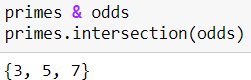 primes & odds
primes.intersection(odds)
{3, 5, 7}